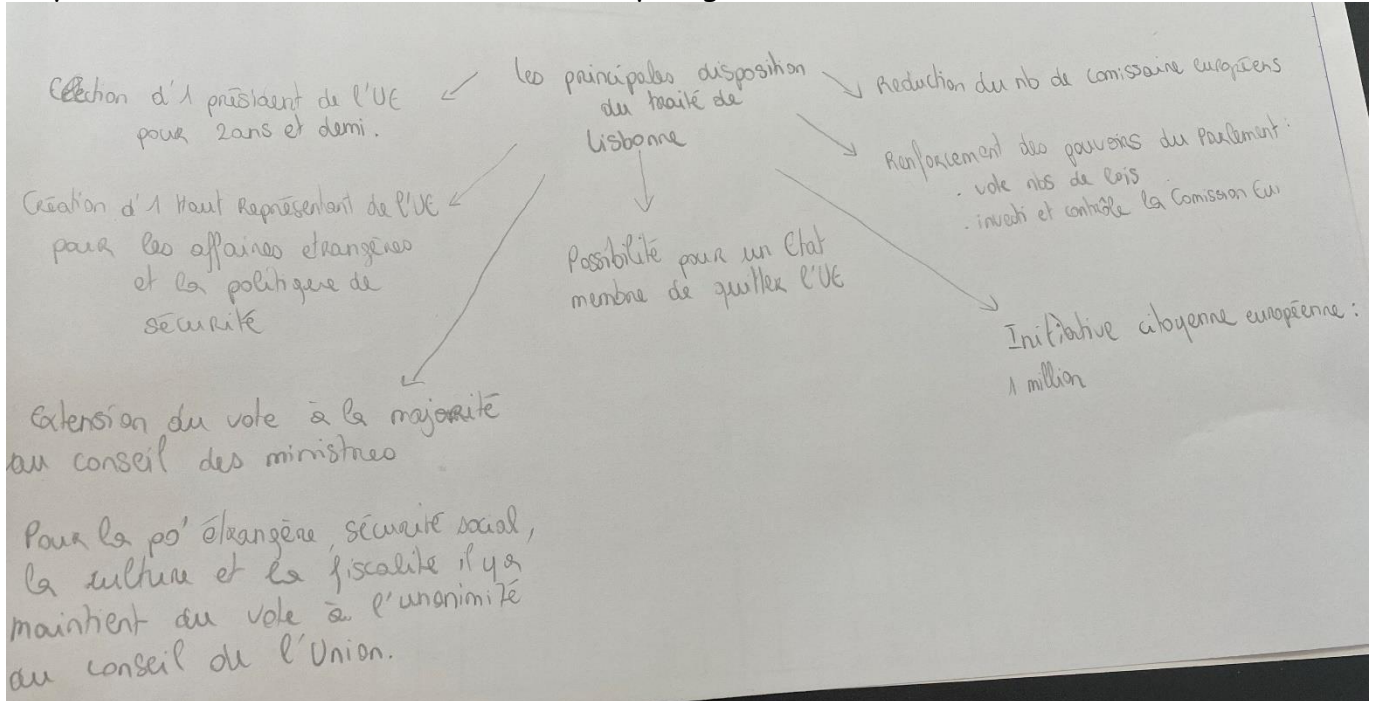 les principales disposition
du traité de
Lisbonne
Election d'1 président de l'UE
pour 2ans et demi.
Création d'1 Haut Représentant de l'UE
pour les affaires etrangères
et la politique de
sécurité
Extension du vote à la majorité
au conseil des ministres
Pour la po' étrangère, sécurité social,
la culture et la fiscalité il y a
maintient du vote à l'unanimité
au conseil de l'Union.
Possibilité pour un Etat
membre de quitter l'UE
Reduction du nb de comissaire européens
Renforcement des pouvoirs du Parlement :
. vote nbs de lois
. investi et contrôle la Comission Eu
Initiative citoyenne européenne :
1 million